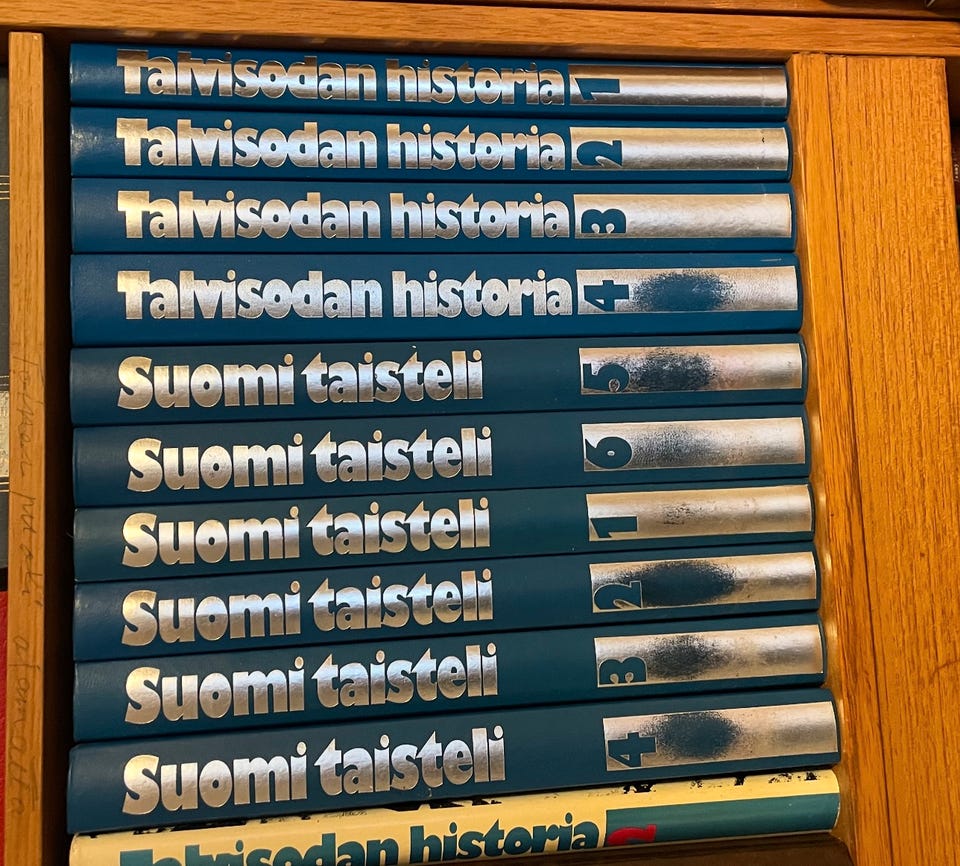 Talvisodan historia 1
Talvisodan historia 2
Talvisodan historia 3
Talvisodan historia 4
Suomi taisteli 5
Suomi taisteli 6
Suomi taisteli 1
Suomi taisteli 2
Suomi taisteli 3
Suomi taisteli 4
Talvisodan historia